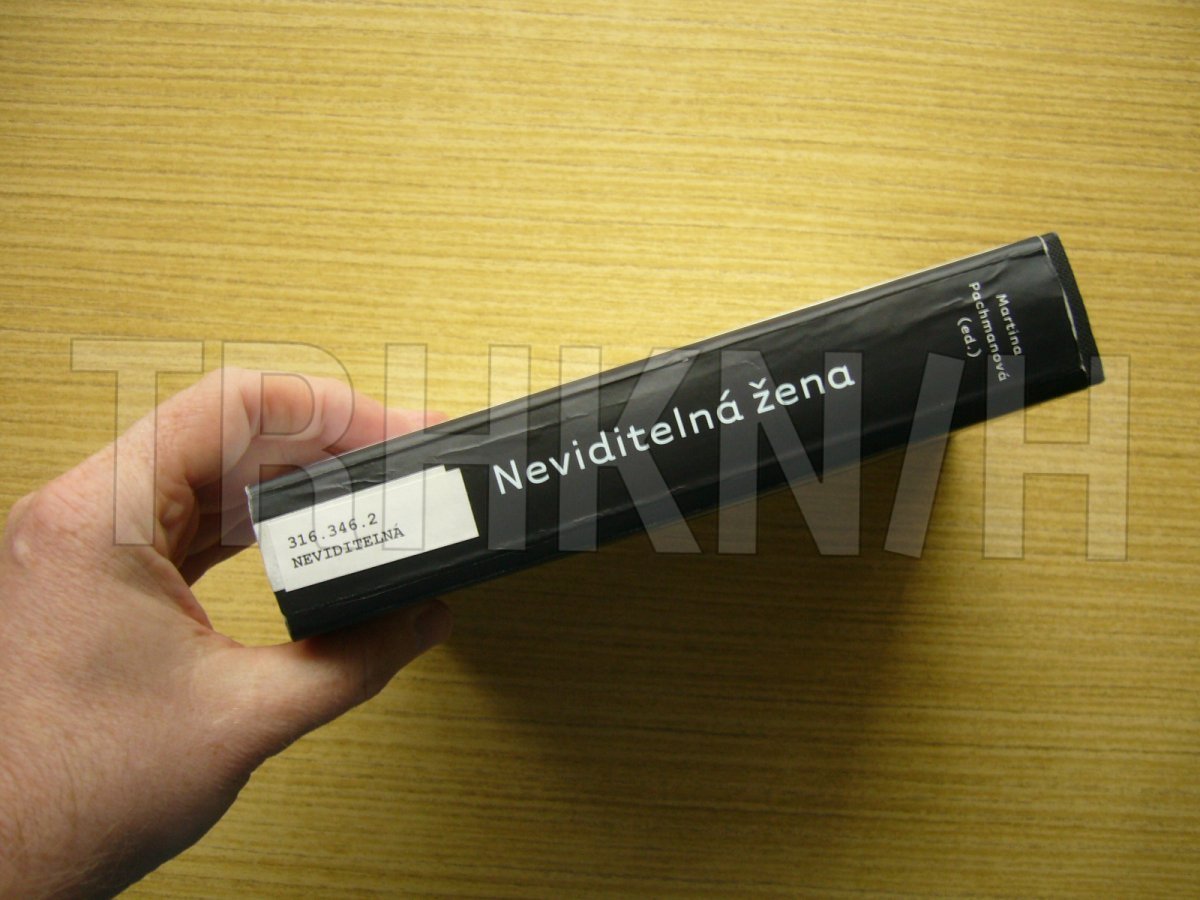 316.346.2
NEVIDITELNÁ
Neviditelná žena
Martina
Pachmanová
(ed.)
TRHKNIH